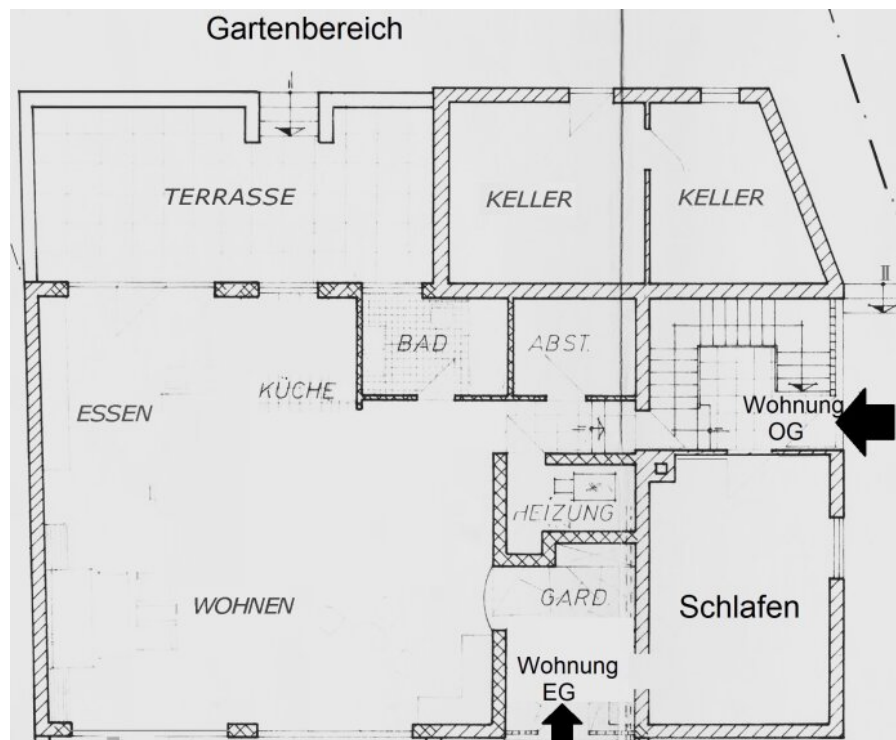 Gartenbereich
TERRASSE
KELLER
KELLER
BAD
ABST.
KÜCHE
ESSEN
Wohnung
OG
HEIZUNG
WOHNEN
GARD
Schlafen
Wohnung
EG